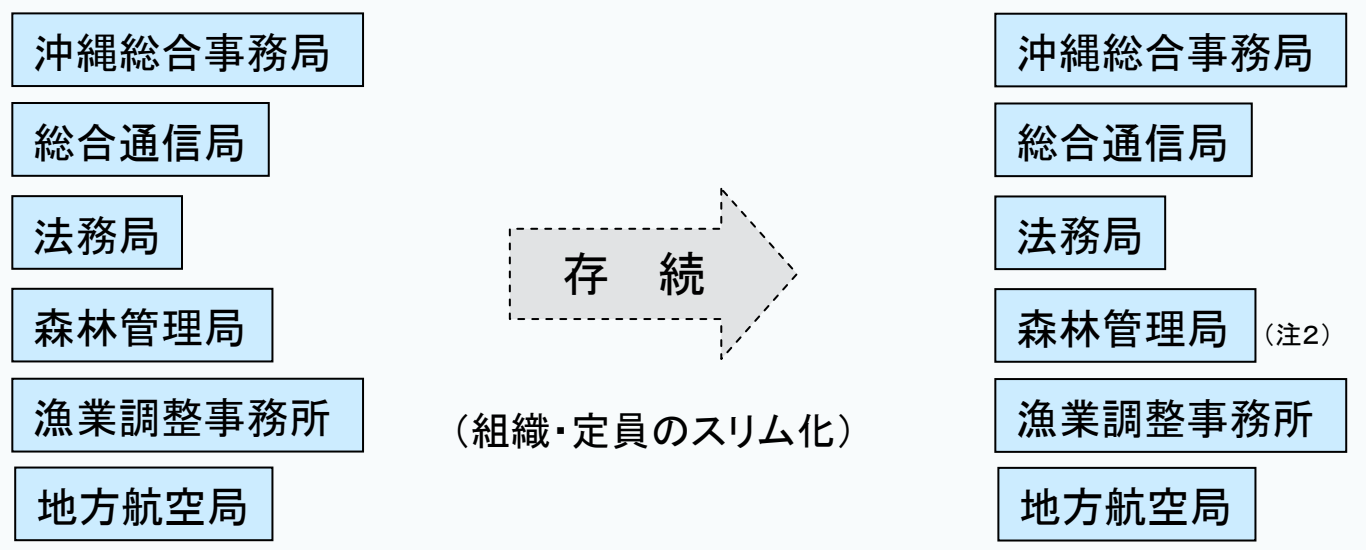 沖縄総合事務局
総合通信局
法務局
森林管理局
漁業調整事務所
地方航空局
存　続
（組織・定員のスリム化）
沖縄総合事務局
総合通信局
法務局
森林管理局（注２）
漁業調整事務所
地方航空局